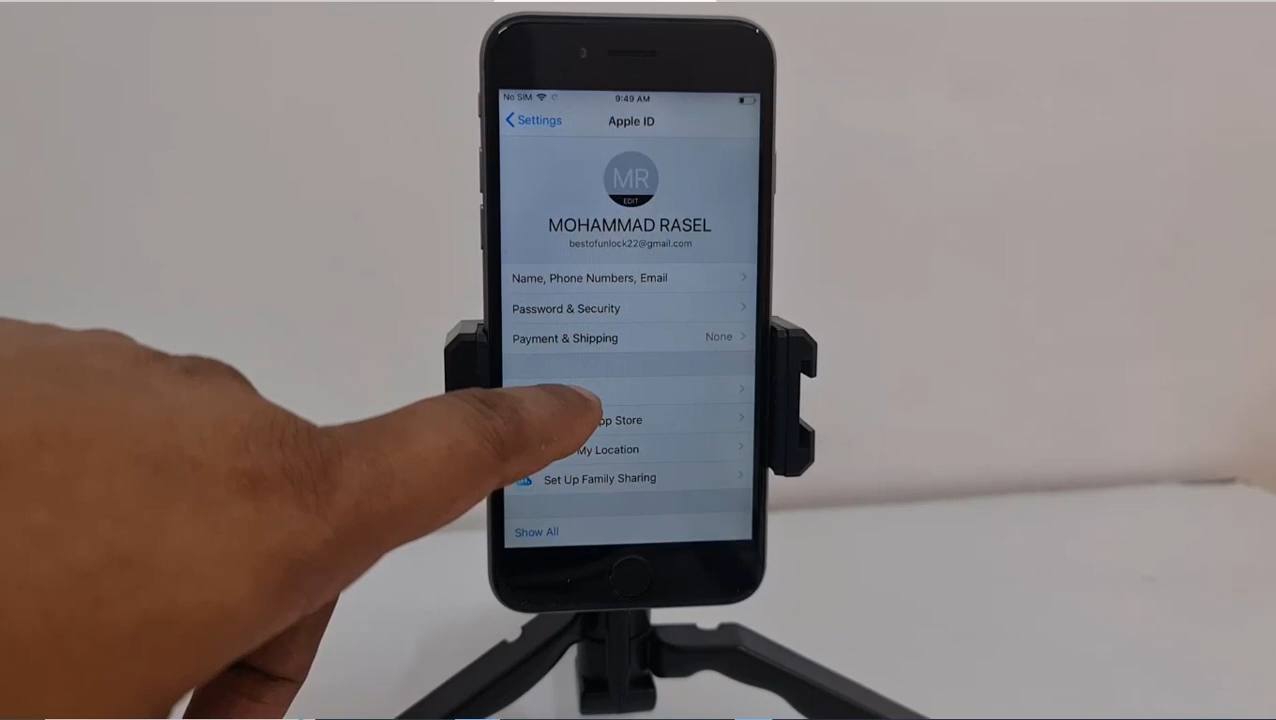 No SIM 9:49 AM
Settings Apple ID
MR
EDIT
MOHAMMAD RASEL
bestofunlock22@gmail.com
Name, Phone Numbers, Email
Password & Security
Payment & Shipping None
Store
My Location
Set Up Family Sharing
Show All